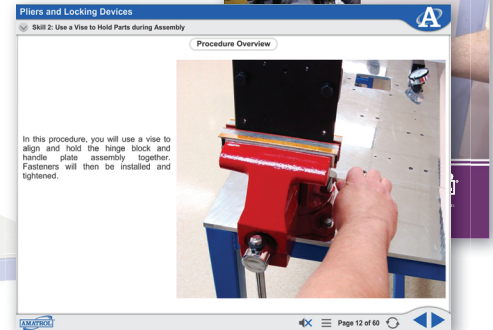 Pliers and Locking Devices
Skill 2: Use a Vise to Hold Parts during Assembly
A
Procedure Overview
In this procedure, you will use a vise to
align and hold the hinge block and
handle plate assembly together.
Fasteners will then be installed and
tightened.
AMATROL
Page 12 of 60